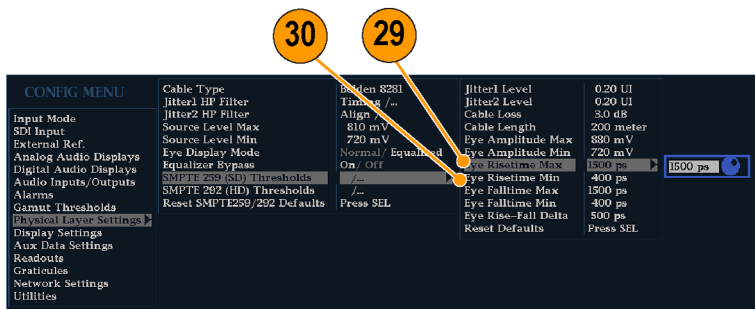 30
29
CONFIG MENU
Input Mode
SDI Input
External Ref.
Analog Audio Displays
Digital Audio Displays
Audio Inputs/Outputs
Alarms
Gamut Thresholds
Physical Layer Settings
Display Settings
Aux Data Settings
Readouts
Graticules
Network Settings
Utilities
Cable Type Belden 8281
Jitter1 HP Filter Timing /...
Jitter2 HP Filter Align /
Source Level Max 810 mV
Source Level Min 720 mV
Eye Display Mode Normal/ Equalized
Equalizer Bypass On/ Off
SMPTE 259 (SD) Thresholds /...
SMPTE 292 (HD) Thresholds /...
Reset SMPTE259/292 Defaults Press SEL
Jitter1 Level 0.20 UI
Jitter2 Level 0.20 UI
Cable Loss 3.0 dB
Cable Length 200 meter
Eye Amplitude Max 880 mV
Eye Amplitude Min 720 mV
Eye Risetime Max 1500 ps
Eye Risetime Min 400 ps
Eye Falltime Max 1500 ps
Eye Falltime Min 400 ps
Eye Rise-Fall Delta 500 ps
Reset Defaults Press SEL
1500 ps